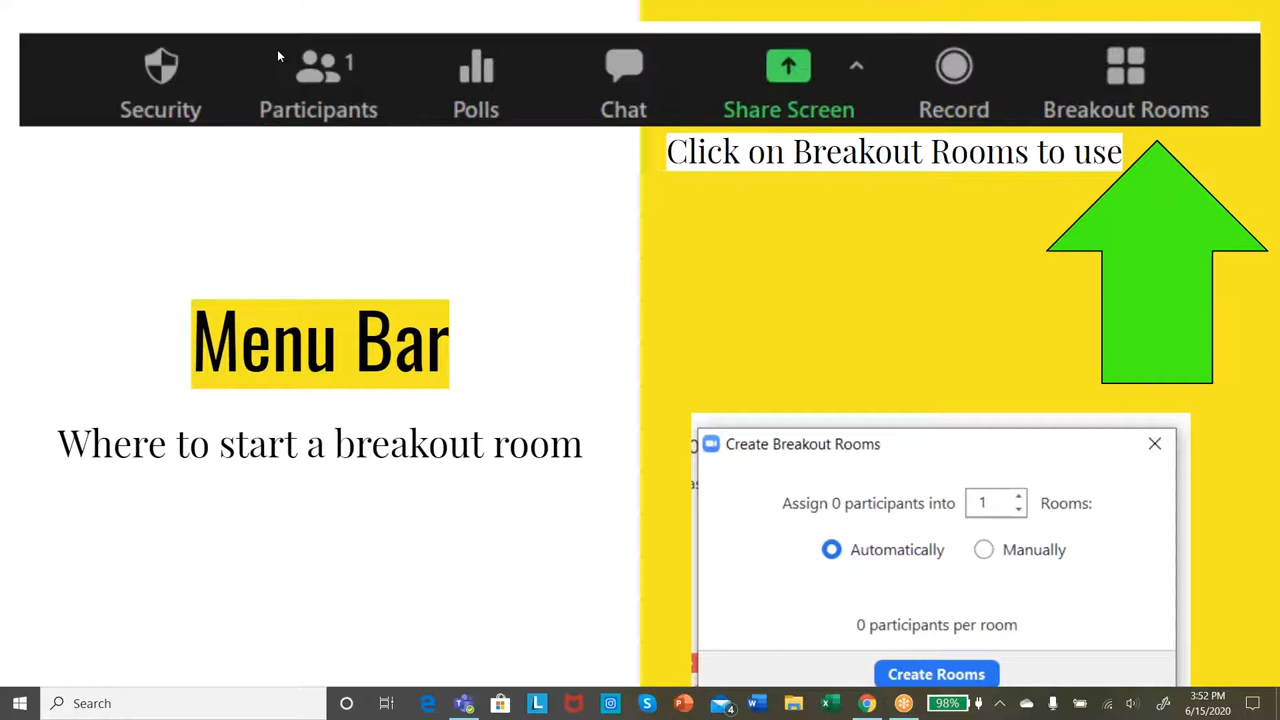 Security
Participants
1
Polls
Chat
Share Screen
Record
Breakout Rooms
Click on Breakout Rooms to use
Menu Bar
Where to start a breakout room
Create Breakout Rooms
Assign 0 participants into 1 Rooms:
Automatically Manually
0 participants per room
Create Rooms
Search
4
98%
3:52 PM
6/15/2020